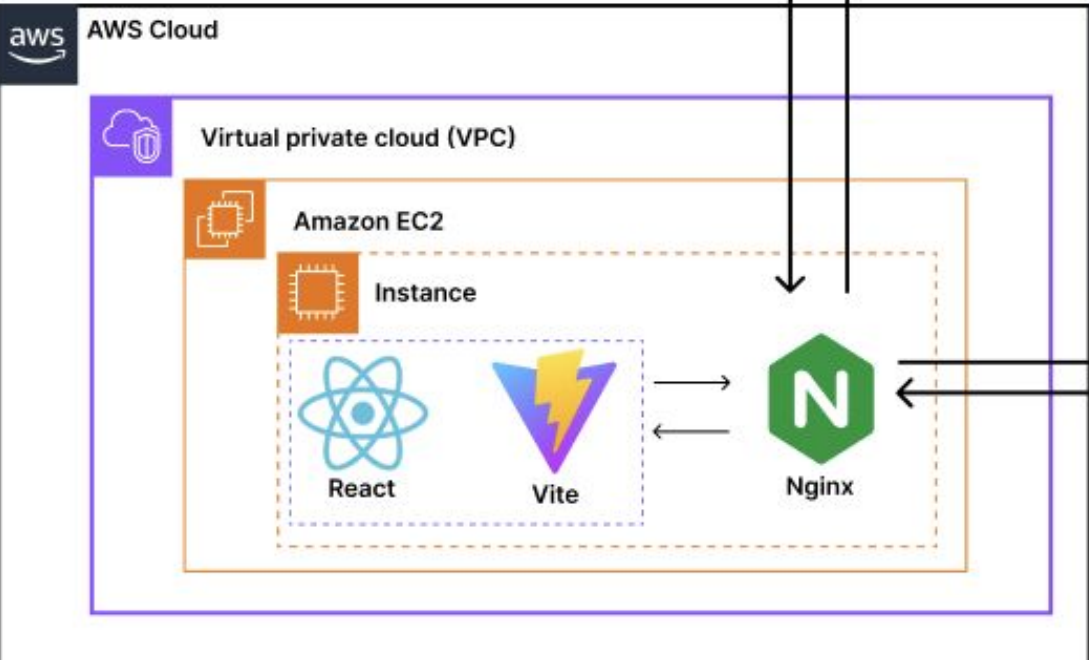 aws
AWS Cloud
Virtual private cloud (VPC)
Amazon EC2
Instance
N
React
Vite
Nginx